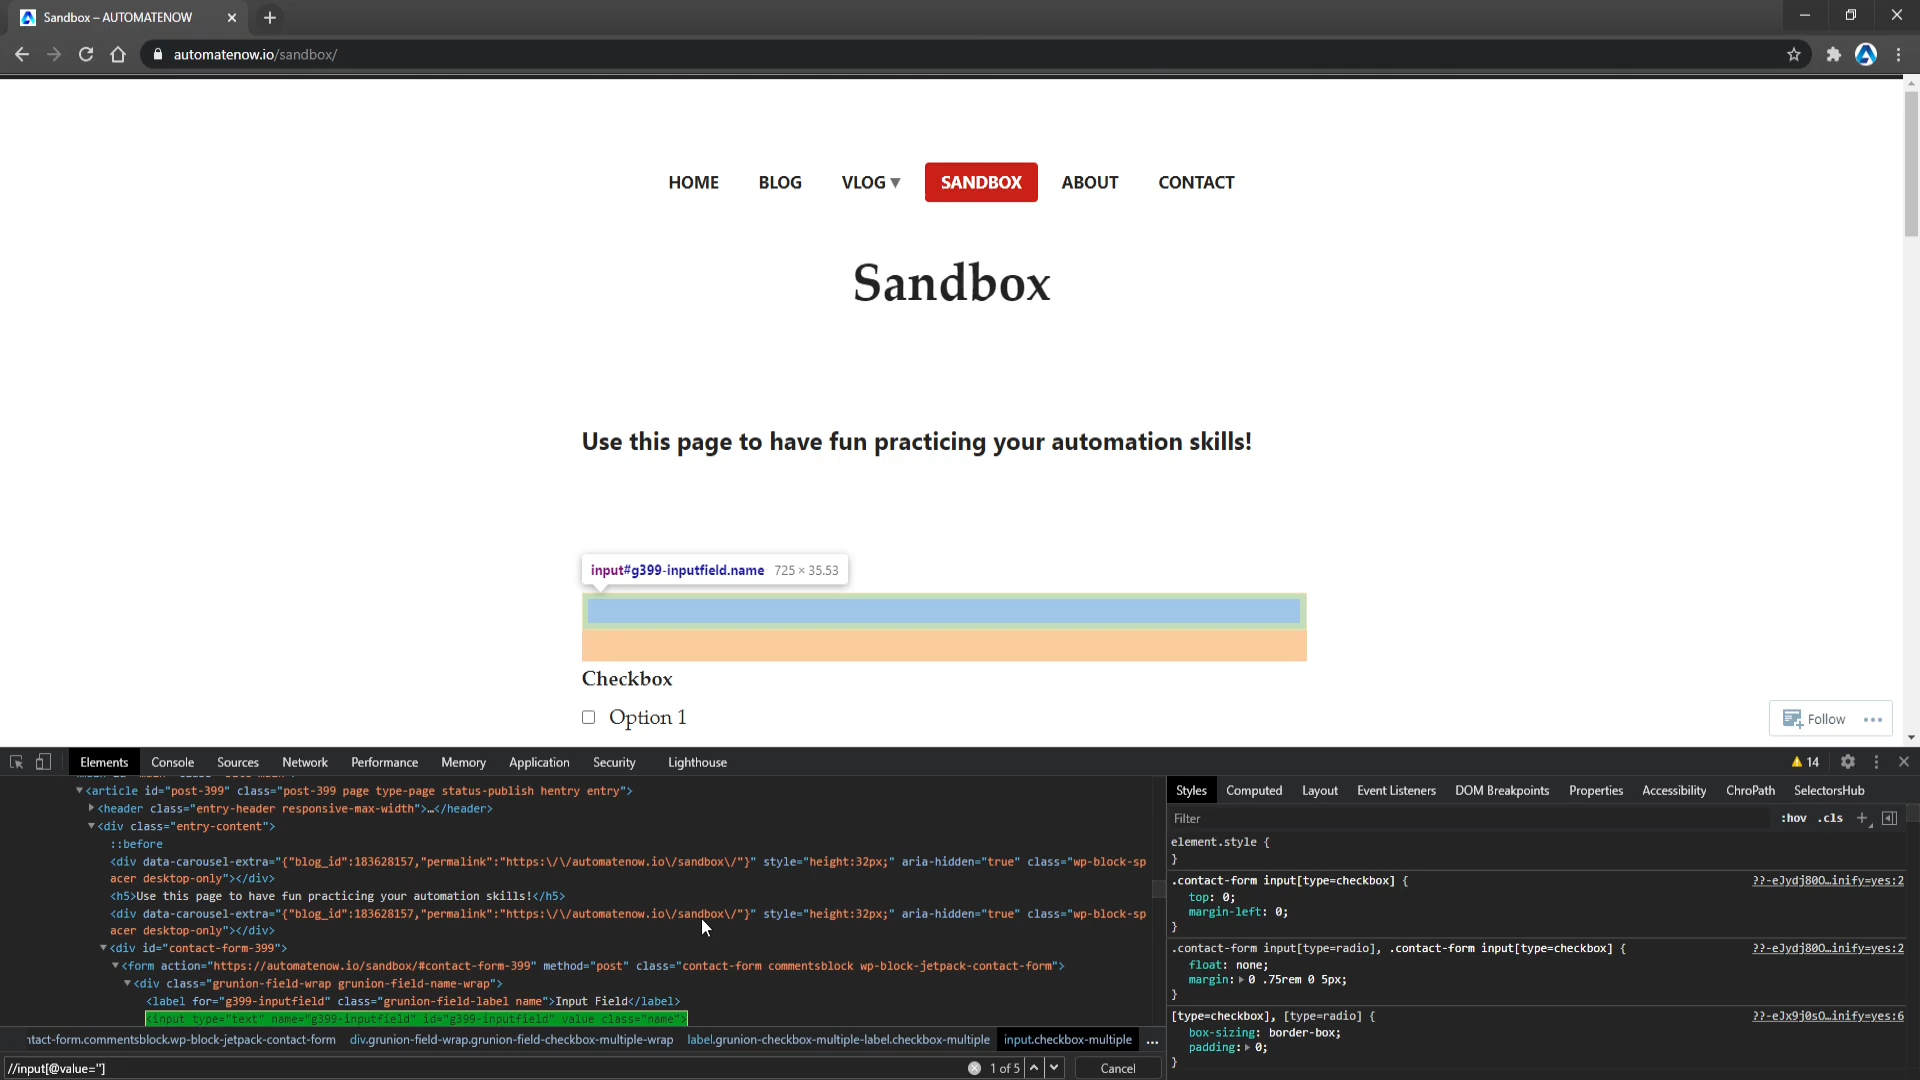 Sandbox – AUTOMATENOW
automatenow.io/sandbox/
HOME BLOG VLOG ▼ SANDBOX ABOUT CONTACT
Sandbox
Use this page to have fun practicing your automation skills!
input#g399-inputfield.name 725 × 35.53
Checkbox
Option 1
Follow
Elements Console Sources Network Performance Memory Application Security Lighthouse 14
<article id="post-399" class="post-399 page type-page status-publish hentry entry">
<header class="entry-header responsive-max-width">…</header>
<div class="entry-content">
::before
<div data-carousel-extra="{"blog_id":183628157,"permalink":"https:\/\/automatenow.io\/sandbox\/"}" style="height:32px;" aria-hidden="true" class="wp-block-sp
acer desktop-only"></div>
<h5>Use this page to have fun practicing your automation skills!</h5>
<div data-carousel-extra="{"blog_id":183628157,"permalink":"https:\/\/automatenow.io\/sandbox\/"}" style="height:32px;" aria-hidden="true" class="wp-block-sp
acer desktop-only"></div>
<div id="contact-form-399">
<form action="https://automatenow.io/sandbox/#contact-form-399" method="post" class="contact-form commentsblock wp-block-jetpack-contact-form">
<div class="grunion-field-wrap grunion-field-name-wrap">
<label for="g399-inputfield" class="grunion-field-label name">Input Field</label>
<input type="text" name="g399-inputfield" id="g399-inputfield" value class="name">
ntact-form.commentsblock.wp-block-jetpack-contact-form div.grunion-field-wrap.grunion-field-checkbox-multiple-wrap label.grunion-checkbox-multiple-label.checkbox-multiple input.checkbox-multiple ...
//input[@value=''] 1 of 5 Cancel
Styles Computed Layout Event Listeners DOM Breakpoints Properties Accessibility ChroPath SelectorsHub
Filter :hov .cls +
element.style {
}
.contact-form input[type=checkbox] { ??-eJydj80O…inify=yes:2
top: 0;
margin-left: 0;
}
.contact-form input[type=radio], .contact-form input[type=checkbox] { ??-eJydj80O…inify=yes:2
float: none;
margin: 0 .75rem 0 5px;
}
[type=checkbox], [type=radio] { ??-eJx9j0sO…inify=yes:6
box-sizing: border-box;
padding: 0;
}